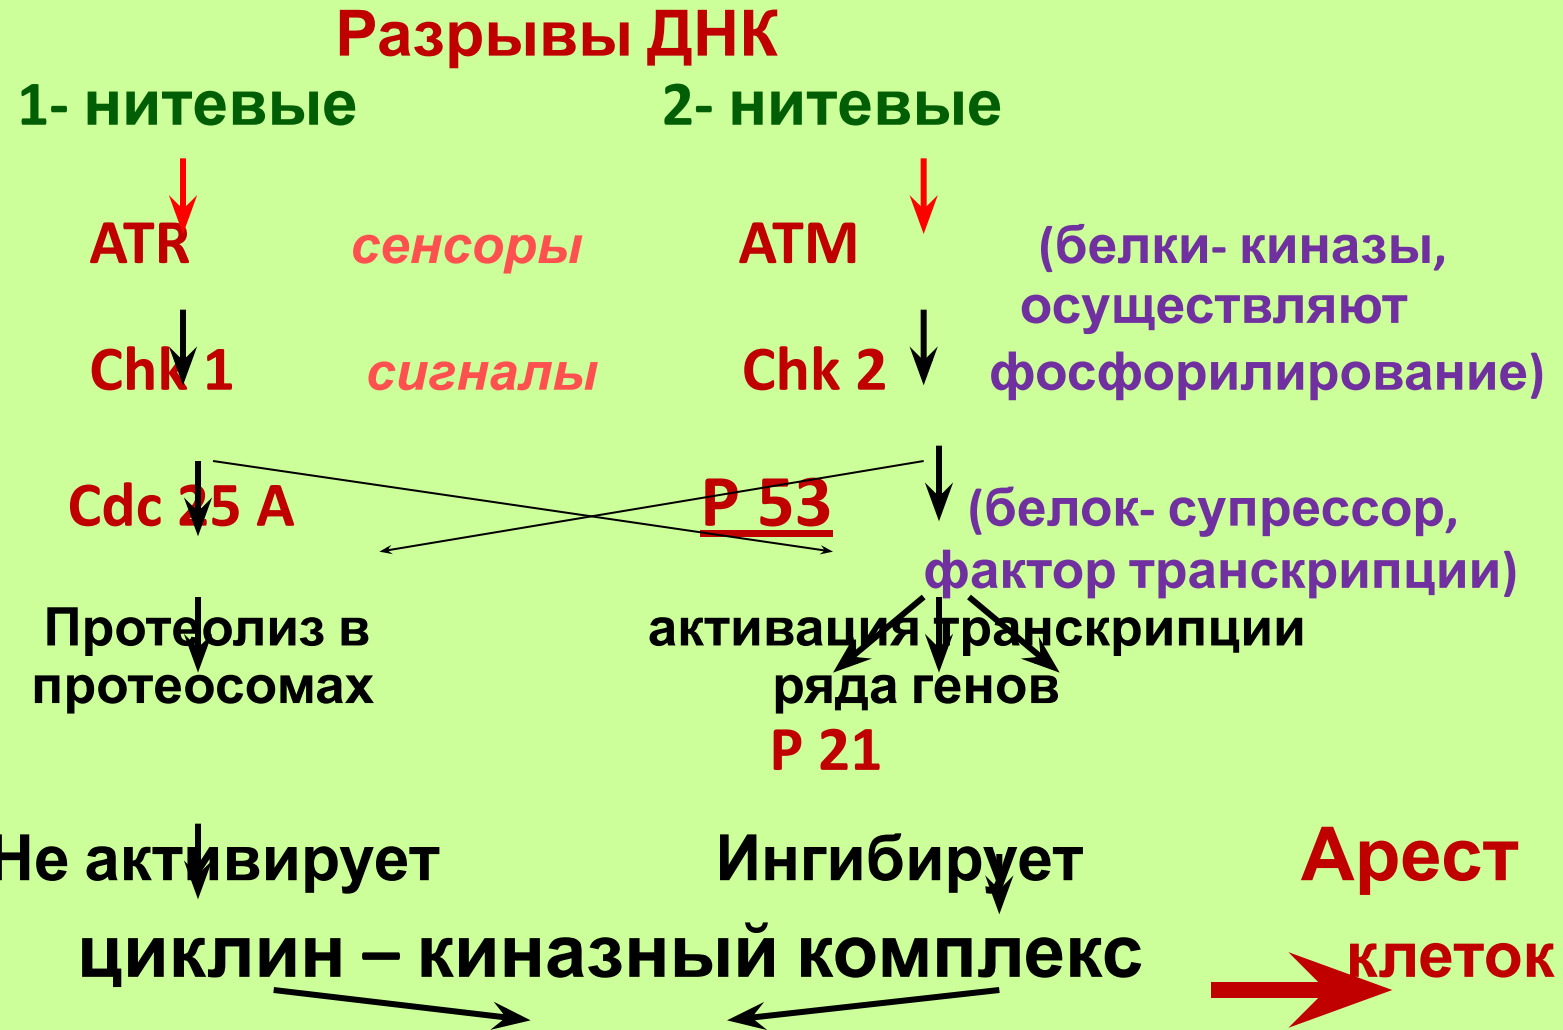 Разрывы ДНК
1- нитевые 2- нитевые
ATR сенсоры ATM (белки- киназы,
осуществляют
Chk 1 сигналы Chk 2 фосфорилирование)
Cdc 25 A P 53 (белок- супрессор,
фактор транскрипции)
Протеолиз в активация транскрипции
протеосомах ряда генов
P 21
Не активирует Ингибирует Арест
циклин – киназный комплекс клеток